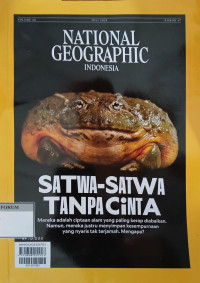 NATIONAL
GEOGRAPHIC
INDONESIA
SATWA-SATWA
TANPA CINTA
Mereka adalah ciptaan alam yang paling kerap diabaikan.
Namun, mereka justru menyimpan kesempurnaan
yang nyaris tak terjamah. Mengapa?
FORUM